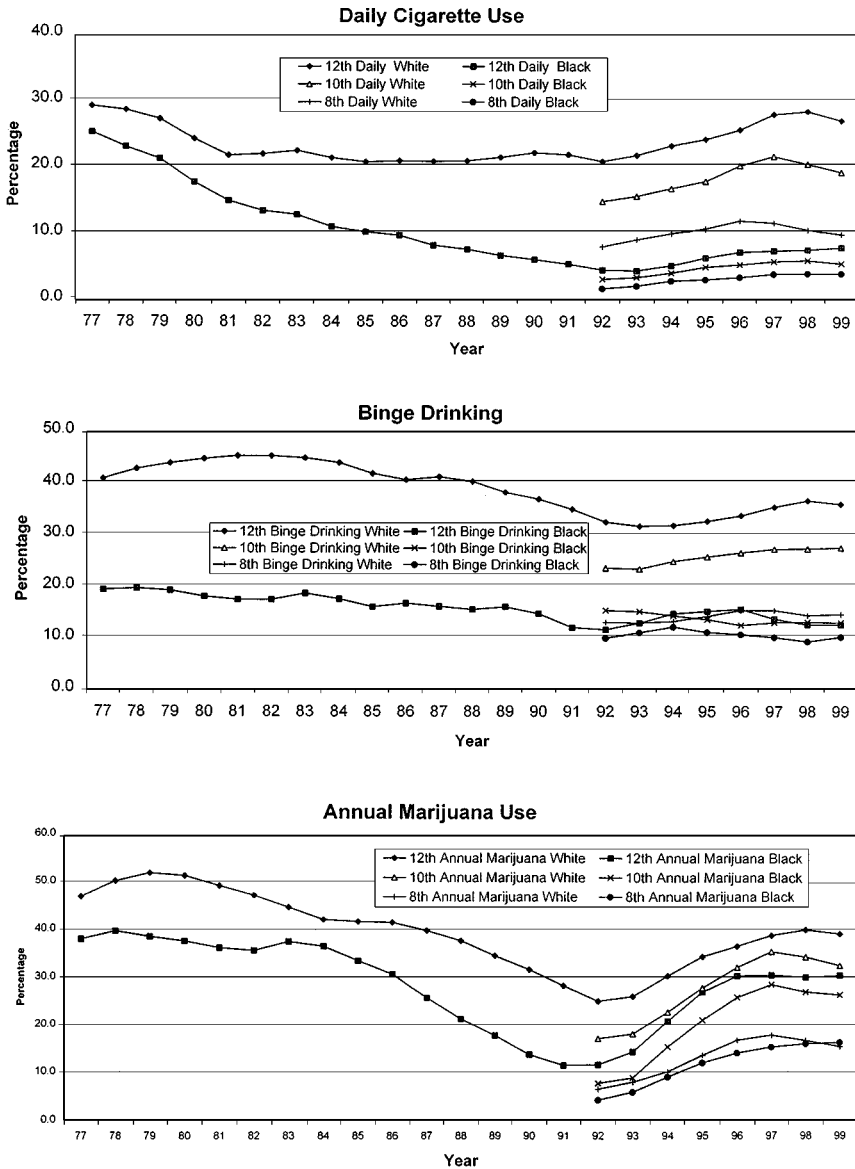 Daily Cigarette Use
40.0
30.0
20.0
10.0
0.0
Percentage
12th Daily White
12th Daily Black
10th Daily White
10th Daily Black
8th Daily White
8th Daily Black
77 78 79 80 81 82 83 84 85 86 87 88 89 90 91 92 93 94 95 96 97 98 99
Year
Binge Drinking
50.0
40.0
30.0
20.0
10.0
0.0
Percentage
12th Binge Drinking White
12th Binge Drinking Black
10th Binge Drinking White
10th Binge Drinking Black
8th Binge Drinking White
8th Binge Drinking Black
77 78 79 80 81 82 83 84 85 86 87 88 89 90 91 92 93 94 95 96 97 98 99
Year
Annual Marijuana Use
60.0
50.0
40.0
30.0
20.0
10.0
0.0
Percentage
12th Annual Marijuana White
12th Annual Marijuana Black
10th Annual Marijuana White
10th Annual Marijuana Black
8th Annual Marijuana White
8th Annual Marijuana Black
77 78 79 80 81 82 83 84 85 86 87 88 89 90 91 92 93 94 95 96 97 98 99
Year